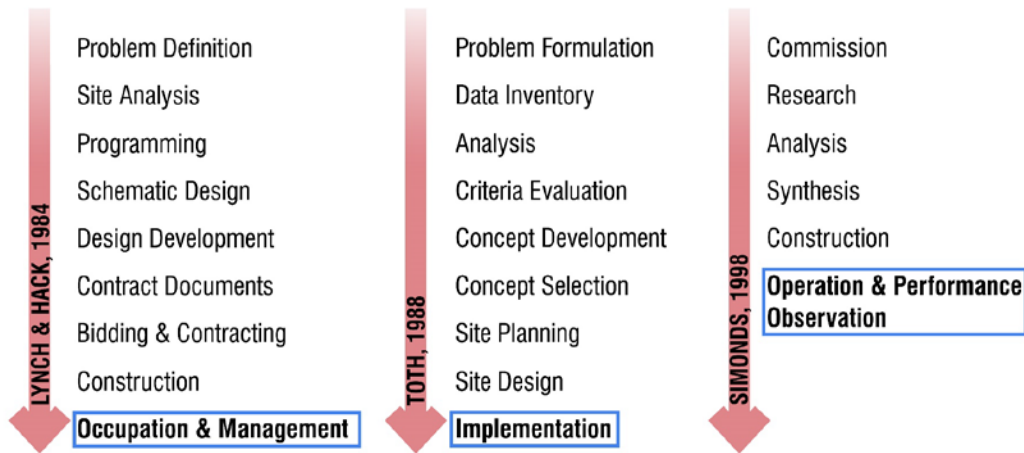 LYNCH & HACK, 1984
Problem Definition
Site Analysis
Programming
Schematic Design
Design Development
Contract Documents
Bidding & Contracting
Construction
Occupation & Management
TOTH, 1988
Problem Formulation
Data Inventory
Analysis
Criteria Evaluation
Concept Development
Concept Selection
Site Planning
Site Design
Implementation
SIMONDS, 1998
Commission
Research
Analysis
Synthesis
Construction
Operation & Performance
Observation